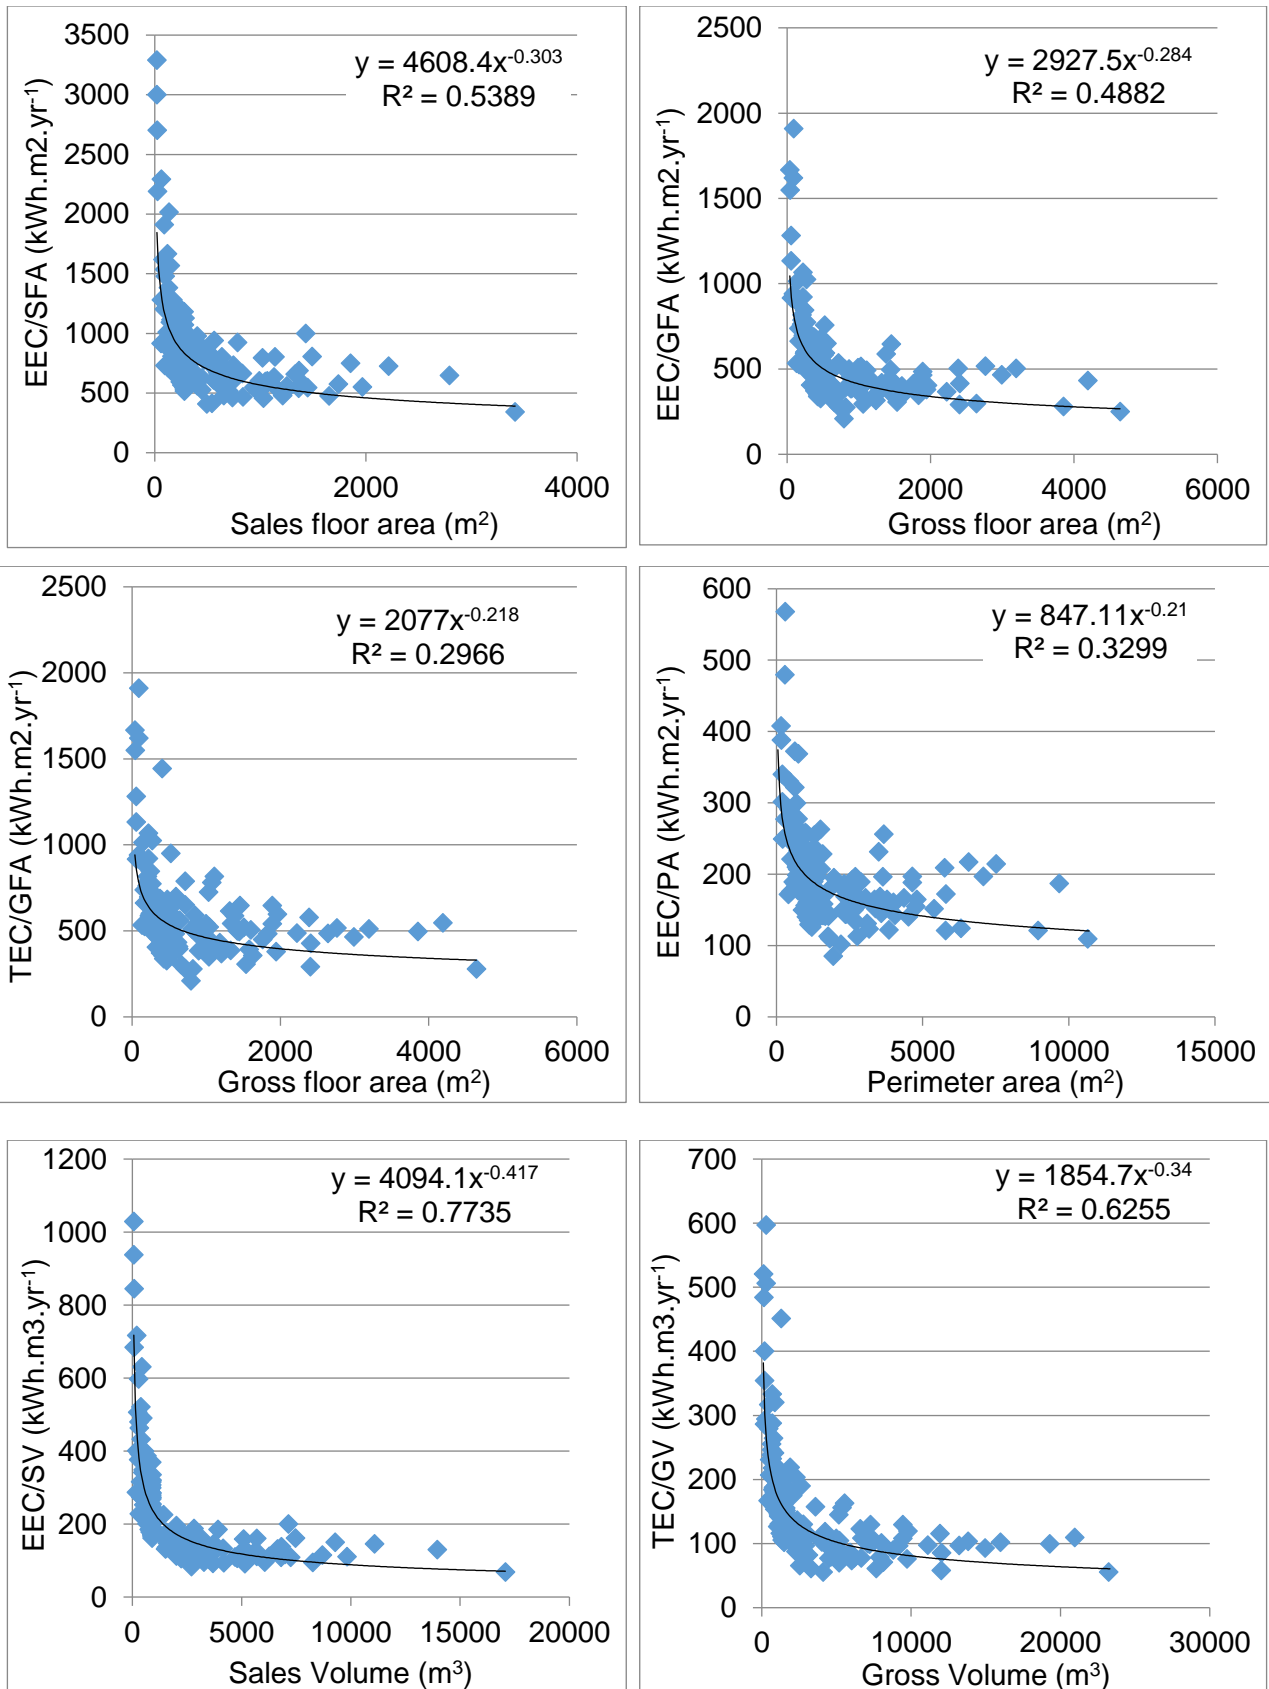 y = 4608.4x-0.303
R² = 0.5389
3500
3000
2500
2000
1500
1000
500
0
0 2000 4000
EEC/SFA (kWh.m2.yr-1)
Sales floor area (m2)
y = 2927.5x-0.284
R² = 0.4882
2500
2000
1500
1000
500
0
0 2000 4000 6000
EEC/GFA (kWh.m2.yr-1)
Gross floor area (m2)
y = 2077x-0.218
R² = 0.2966
2500
2000
1500
1000
500
0
0 2000 4000 6000
TEC/GFA (kWh.m2.yr-1)
Gross floor area (m2)
y = 847.11x-0.21
R² = 0.3299
600
500
400
300
200
100
0
0 5000 10000 15000
EEC/PA (kWh.m2.yr-1)
Perimeter area (m2)
y = 4094.1x-0.417
R² = 0.7735
1200
1000
800
600
400
200
0
0 5000 10000 15000 20000
EEC/SV (kWh.m3.yr-1)
Sales Volume (m3)
y = 1854.7x-0.34
R² = 0.6255
700
600
500
400
300
200
100
0
0 10000 20000 30000
TEC/GV (kWh.m3.yr-1)
Gross Volume (m3)